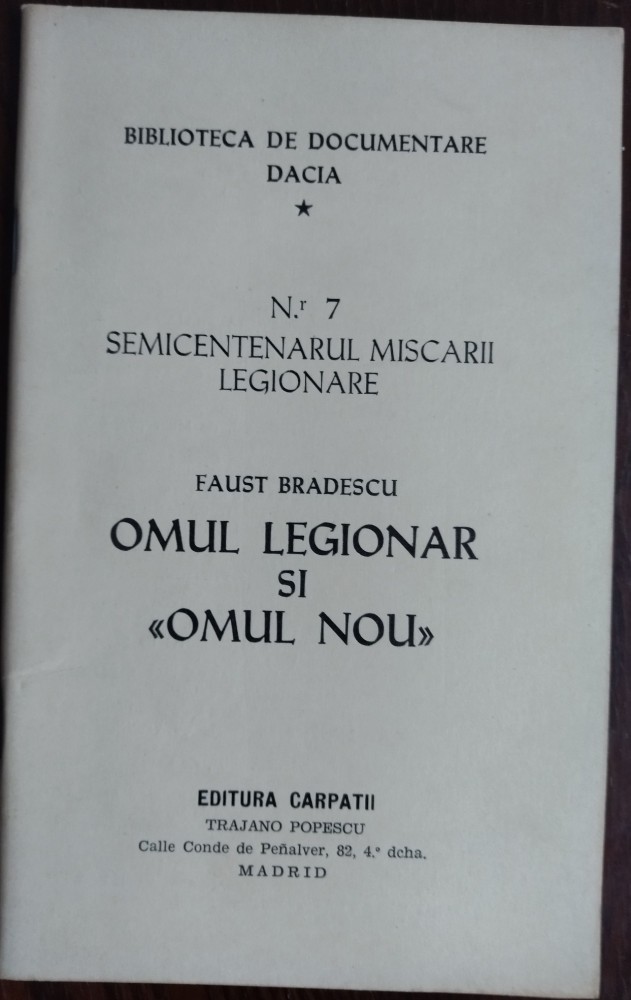 BIBLIOTECA DE DOCUMENTARE
DACIA
★
N.r 7
SEMICENTENARUL MISCARII
LEGIONARE
FAUST BRADESCU
OMUL LEGIONAR
SI
«OMUL NOU»
EDITURA CARPATII
TRAJANO POPESCU
Calle Conde de Peñalver, 82, 4.º dcha.
MADRID